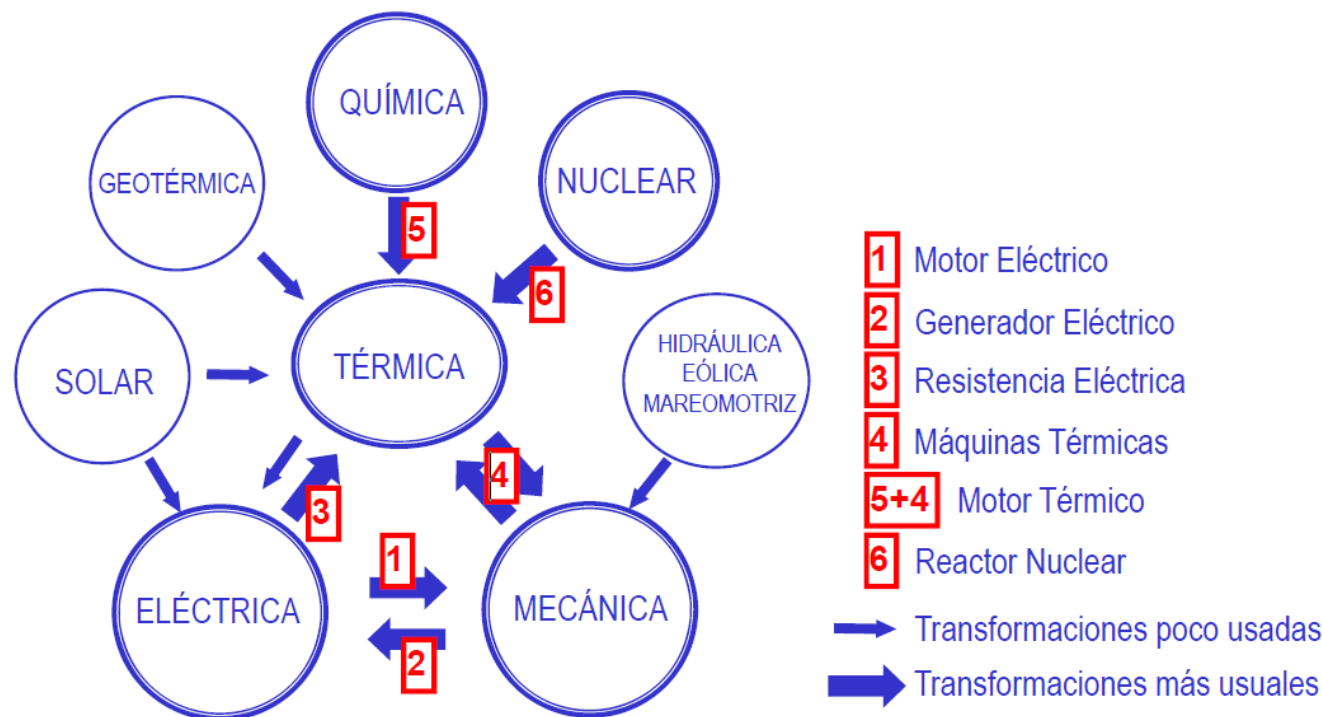 QUÍMICA
GEOTÉRMICA
NUCLEAR
5
6
SOLAR
TÉRMICA
HIDRÁULICA
EÓLICA
MAREOMOTRIZ
3
4
1
ELÉCTRICA
MECÁNICA
2
1 Motor Eléctrico
2 Generador Eléctrico
3 Resistencia Eléctrica
4 Máquinas Térmicas
5+4 Motor Térmico
6 Reactor Nuclear
Transformaciones poco usadas
Transformaciones más usuales